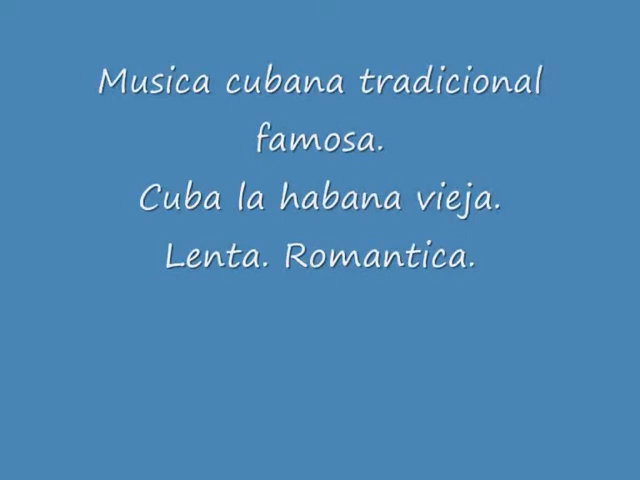 Musica cubana tradicional
famosa.
Cuba la habana vieja.
Lenta. Romantica.